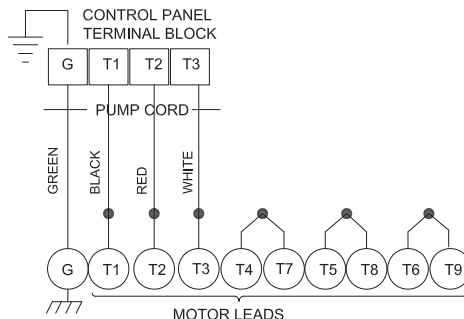 CONTROL PANEL
TERMINAL BLOCK
G T1 T2 T3
PUMP CORD
GREEN
BLACK
RED
WHITE
G T1 T2 T3 T4 T7 T5 T8 T6 T9
MOTOR LEADS